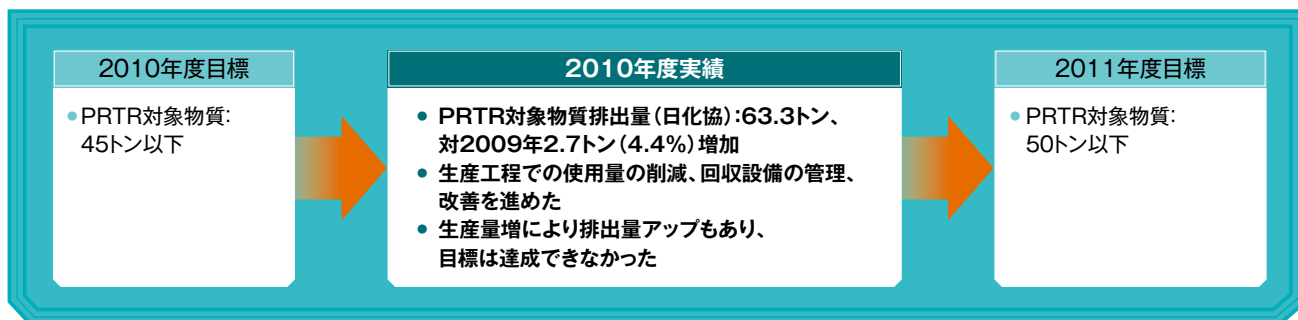 2010年度目標
●PRTR対象物質:
45トン以下
2010年度実績
● PRTR対象物質排出量(日化協):63.3トン、
対2009年2.7トン(4.4%)増加
● 生産工程での使用量の削減、回収設備の管理、
改善を進めた
● 生産量増により排出量アップもあり、
目標は達成できなかった
2011年度目標
●PRTR対象物質:
50トン以下